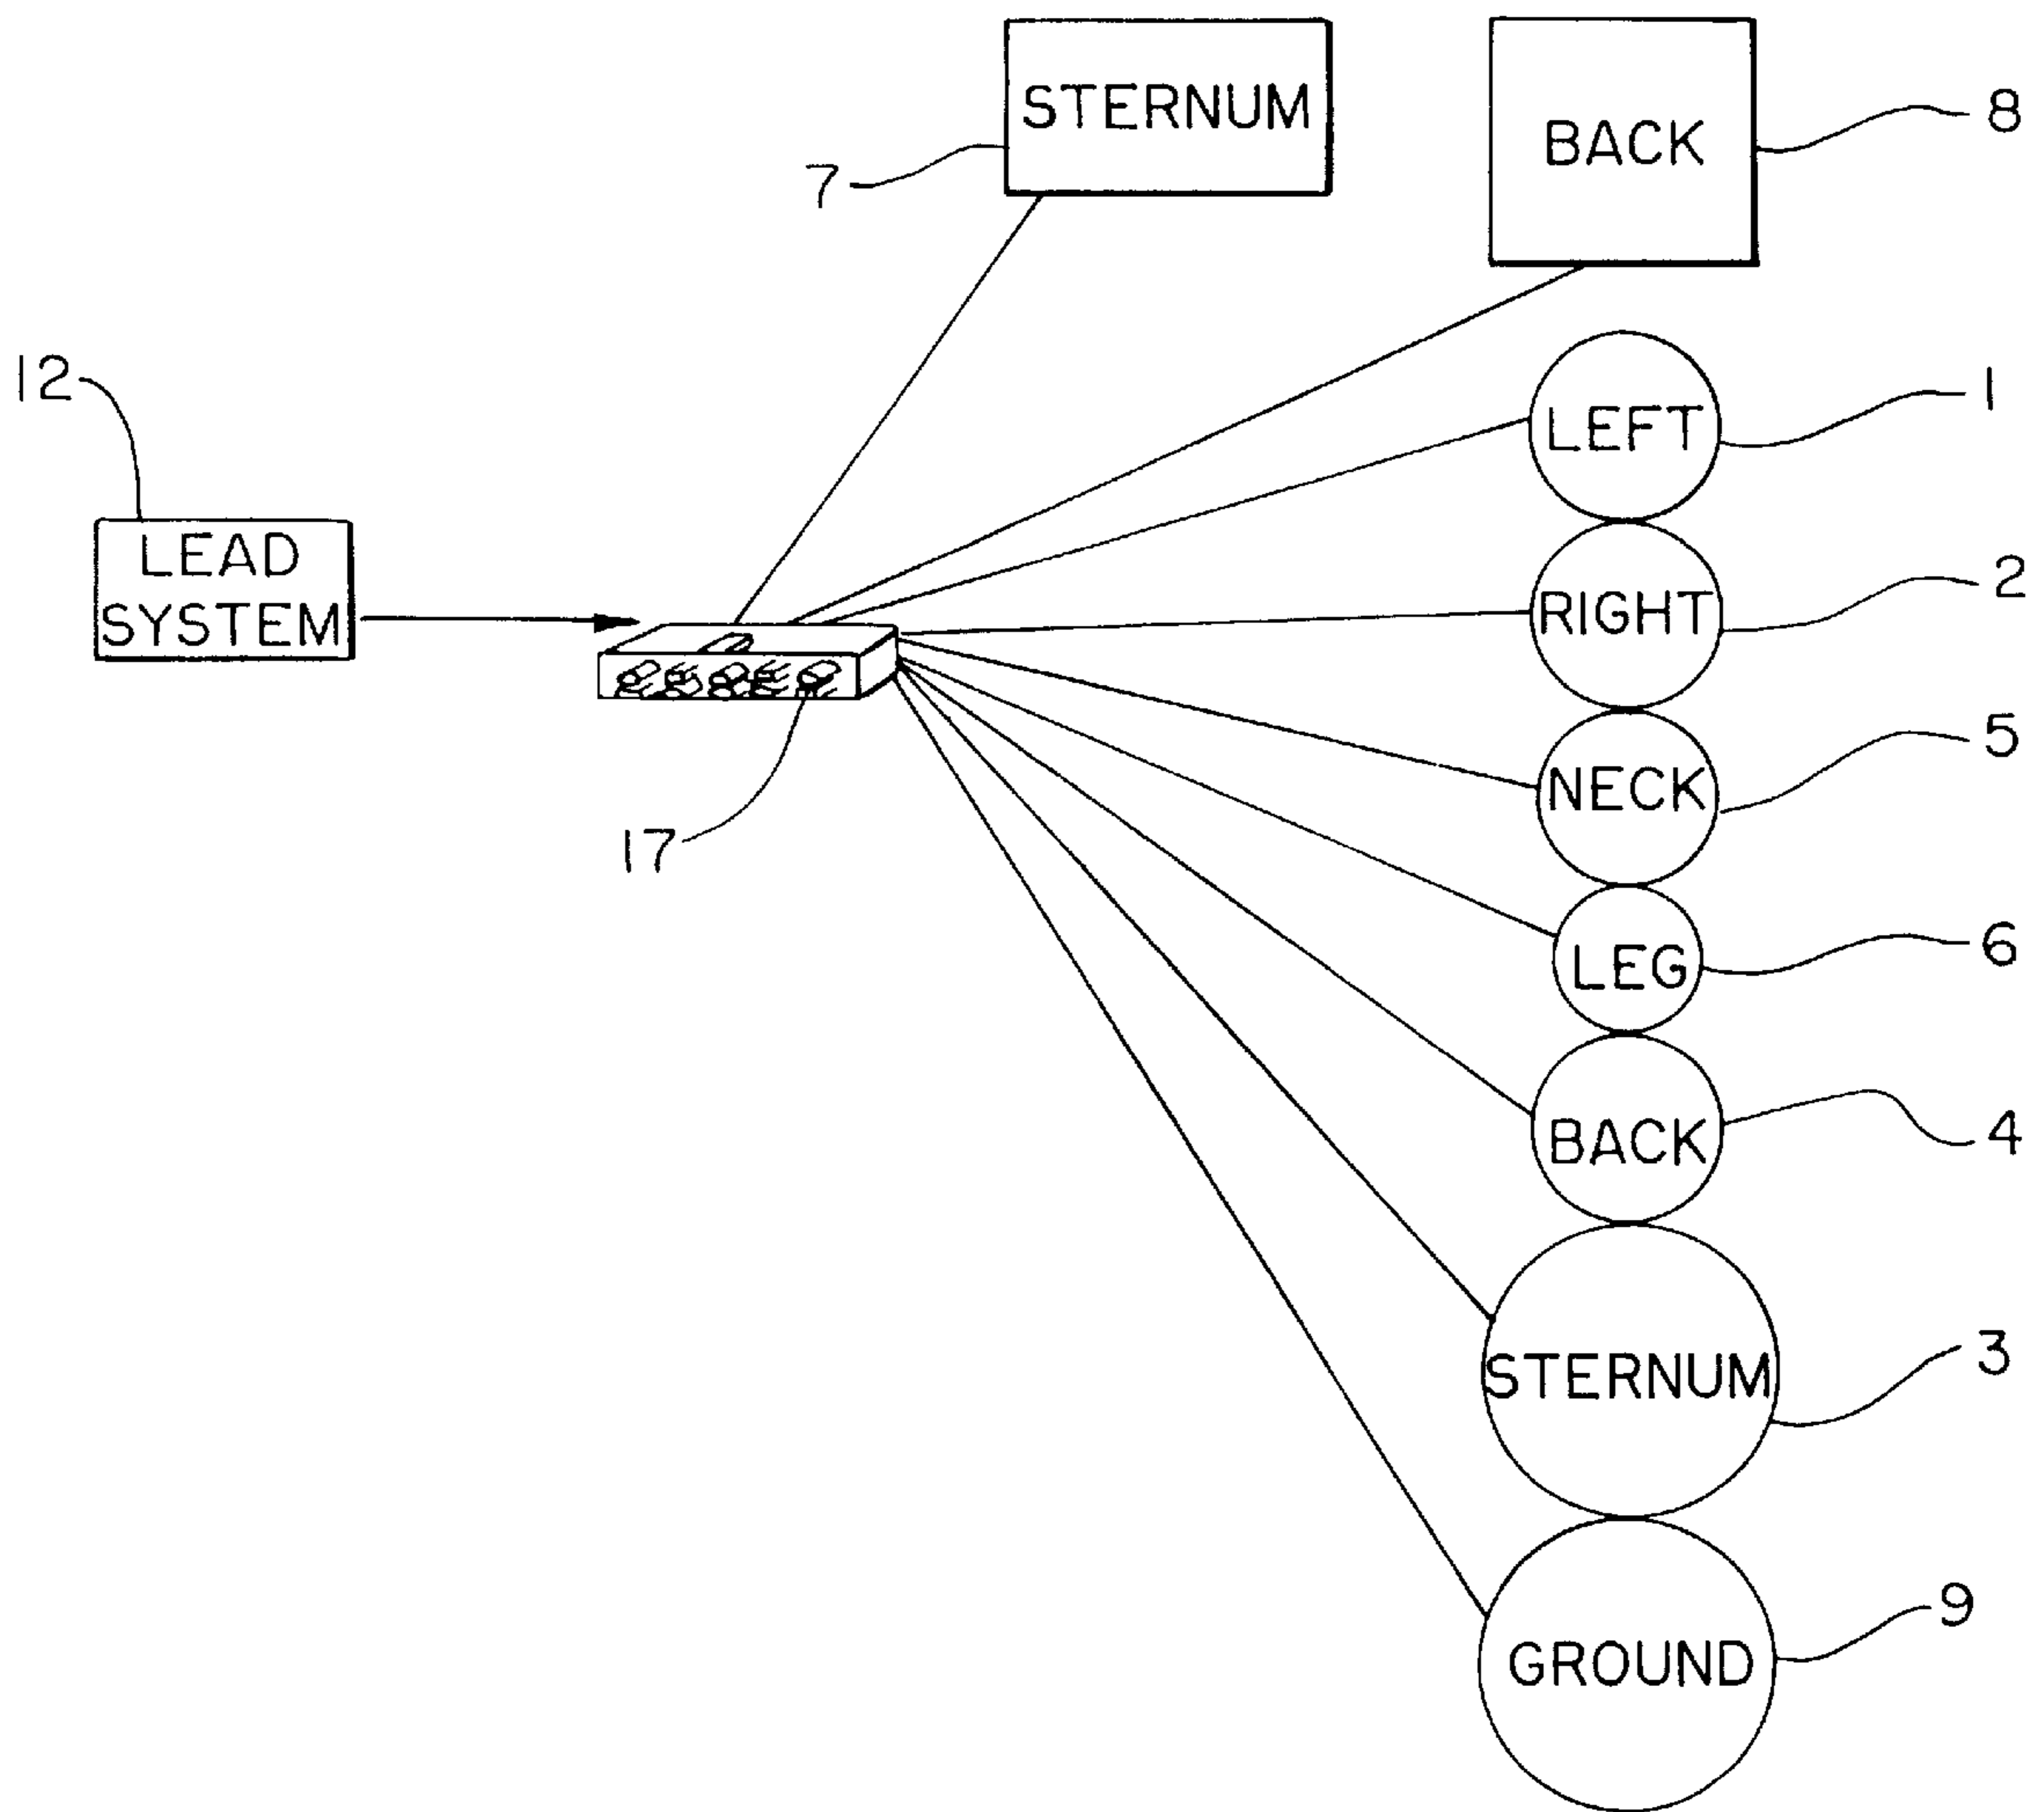 STERNUM
7
BACK
8
12
LEAD
SYSTEM
LEFT
1
RIGHT
2
NECK
5
17
LEG
6
BACK
4
STERNUM
3
GROUND
9